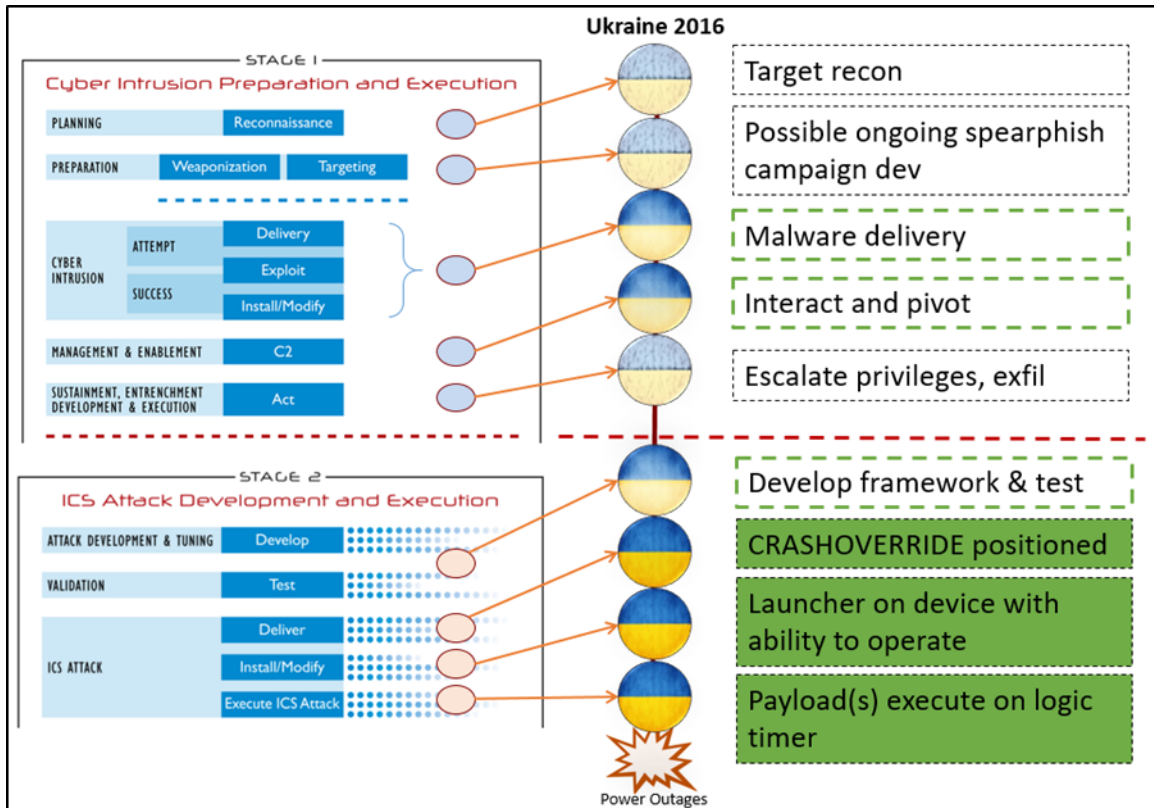 Ukraine 2016
STAGE 1
Cyber Intrusion Preparation and Execution
PLANNING
Reconnaissance
PREPARATION
Weaponization
Targeting
CYBER
INTRUSION
ATTEMPT
SUCCESS
Delivery
Exploit
Install/Modify
MANAGEMENT & ENABLEMENT
C2
SUSTAINMENT, ENTRENCHMENT
DEVELOPMENT & EXECUTION
Act
Target recon
Possible ongoing spearphish
campaign dev
Malware delivery
Interact and pivot
Escalate privileges, exfil
STAGE 2
ICS Attack Development and Execution
ATTACK DEVELOPMENT & TUNING
Develop
VALIDATION
Test
ICS ATTACK
Deliver
Install/Modify
Execute ICS Attack
Develop framework & test
CRASHOVERRIDE positioned
Launcher on device with
ability to operate
Payload(s) execute on logic
timer
Power Outages